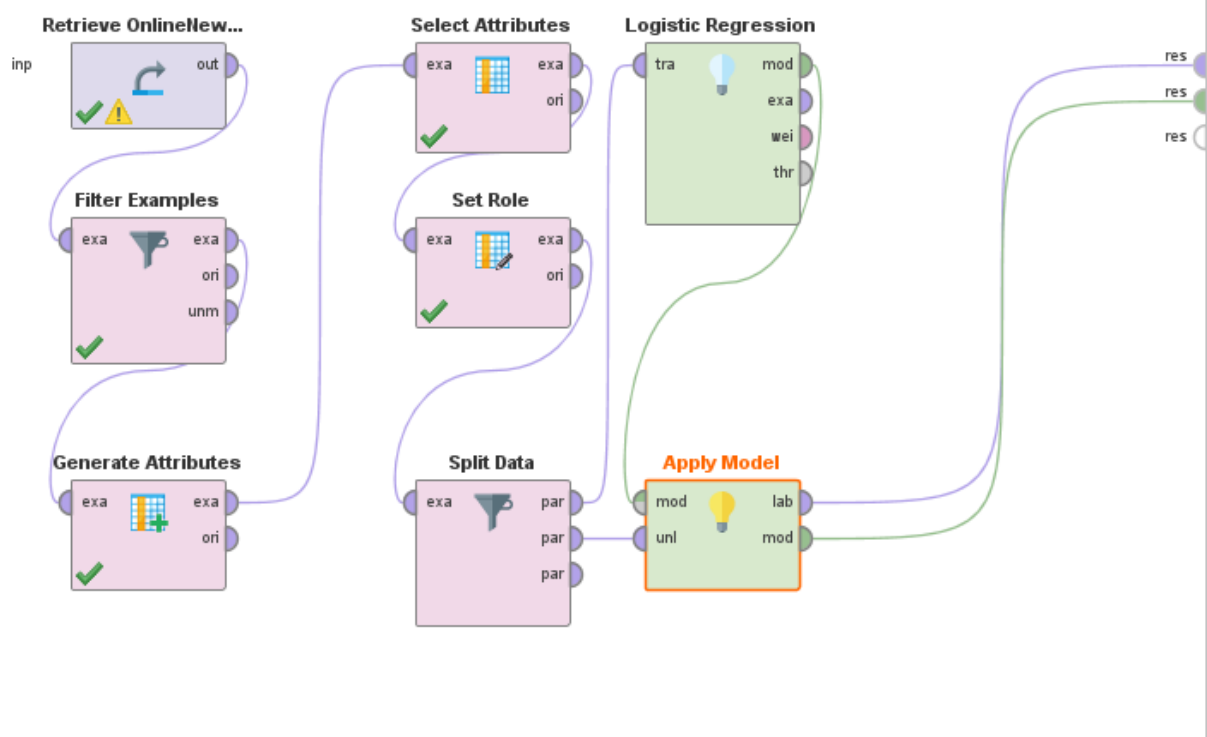 Retrieve OnlineNew...
inp
out
Filter Examples
exa
exa
ori
unm
Generate Attributes
exa
exa
ori
Select Attributes
exa
exa
ori
Set Role
exa
exa
ori
Split Data
exa
par
par
par
Logistic Regression
tra
mod
exa
wei
thr
Apply Model
mod
lab
unl
mod
res
res
res